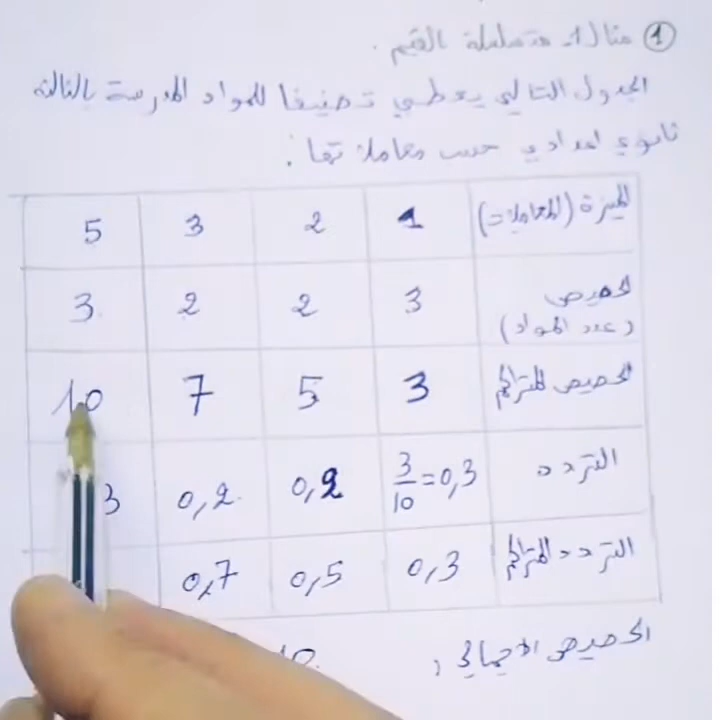 ① مثال 1: متسلسلة القيم.
الجدول التالي يعطي تصنيفا للمواد المدرسة بالثالثة
ثانوي اعدادي حسب معاملاتها :
الميزة (المعاملات) 1 2 3 5
الحصيص (عدد المواد) 3 2 2 3
الحصيص المتراكم 3 5 7 10
التردد 3/10=0,3 0,2 0,2 3
التردد المتراكم 0,3 0,5 0,7
الحصيص الاجمالي : 10